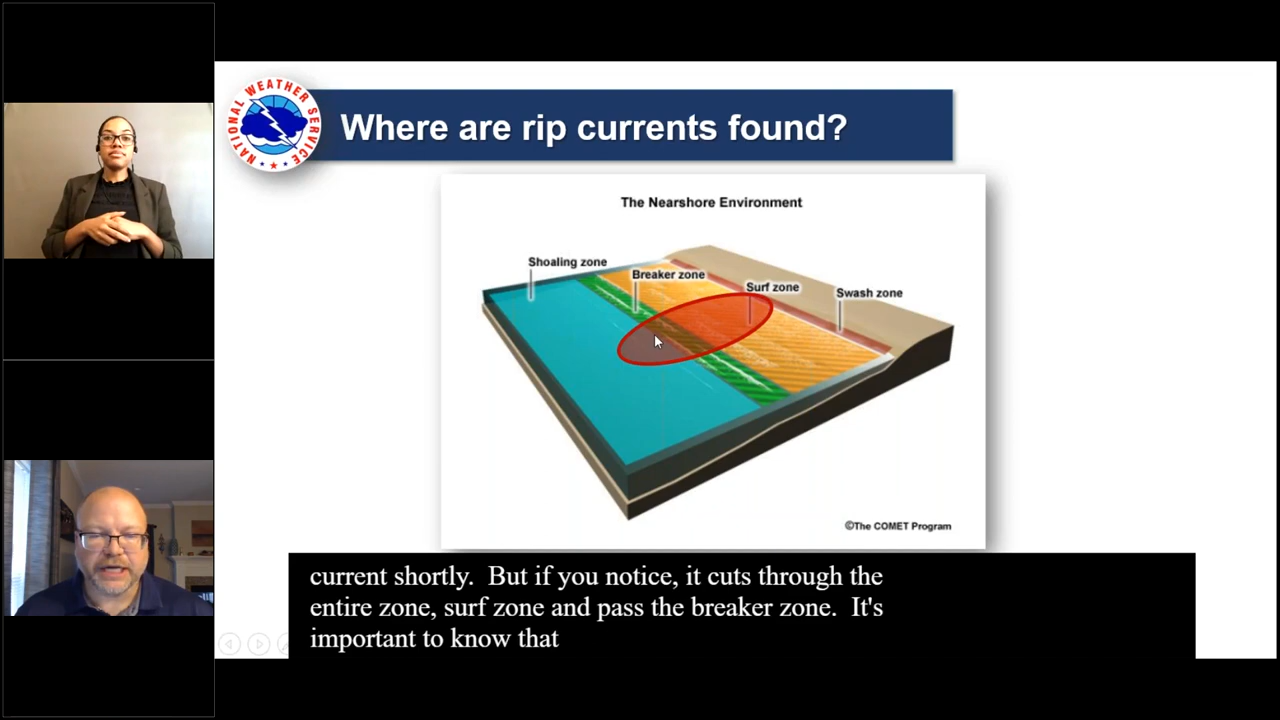 NATIONAL WEATHER SERVICE
Where are rip currents found?
The Nearshore Environment
Shoaling zone
Breaker zone
Surf zone
Swash zone
©The COMET Program
current shortly.  But if you notice, it cuts through the
entire zone, surf zone and pass the breaker zone.  It's
important to know that